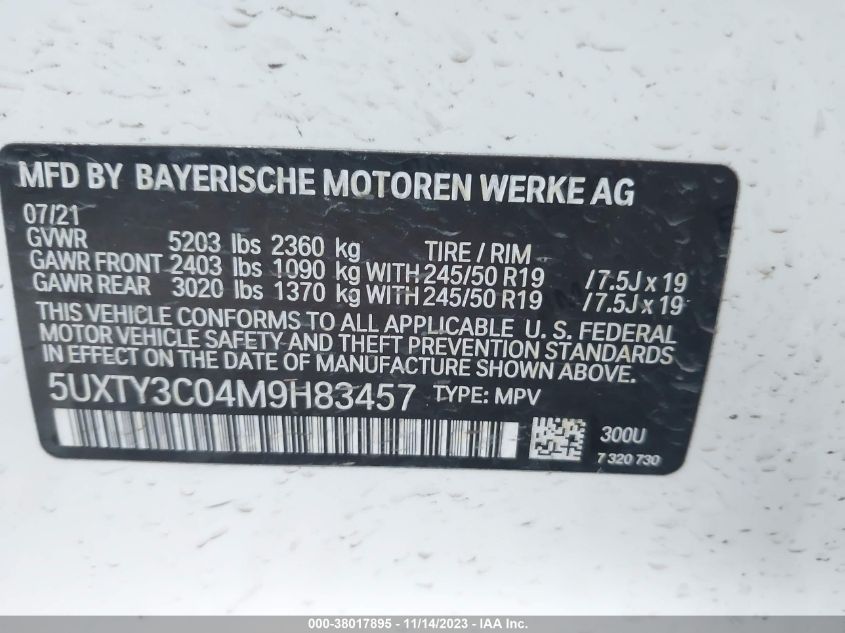 MFD BY BAYERISCHE MOTOREN WERKE AG
07/21
GVWR 5203 lbs 2360 kg TIRE / RIM
GAWR FRONT 2403 lbs 1090 kg WITH 245/50 R19 /7.5J x 19
GAWR REAR 3020 lbs 1370 kg WITH 245/50 R19 /7.5J x 19
THIS VEHICLE CONFORMS TO ALL APPLICABLE U. S. FEDERAL
MOTOR VEHICLE SAFETY AND THEFT PREVENTION STANDARDS
IN EFFECT ON THE DATE OF MANUFACTURE SHOWN ABOVE.
5UXTY3C04M9H83457 TYPE: MPV
300U
7 320 730
000-38017895 - 11/14/2023 - IAA Inc.